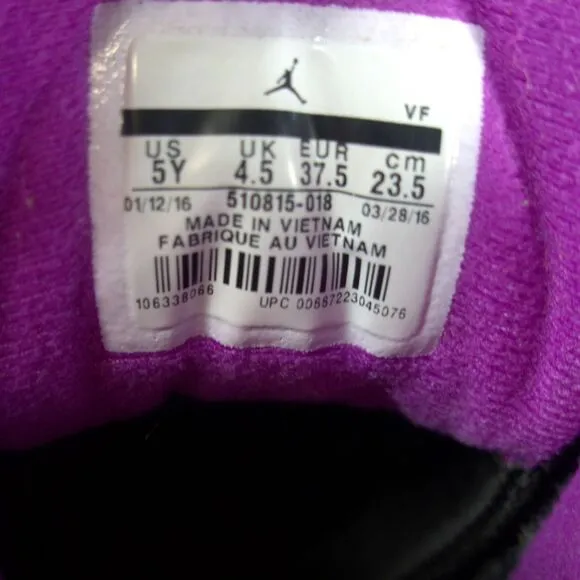 VF
US UK EUR cm
5Y 4.5 37.5 23.5
01/12/16 510815-018 03/28/16
MADE IN VIETNAM
FABRIQUE AU VIETNAM
106338066 UPC 00887223045076